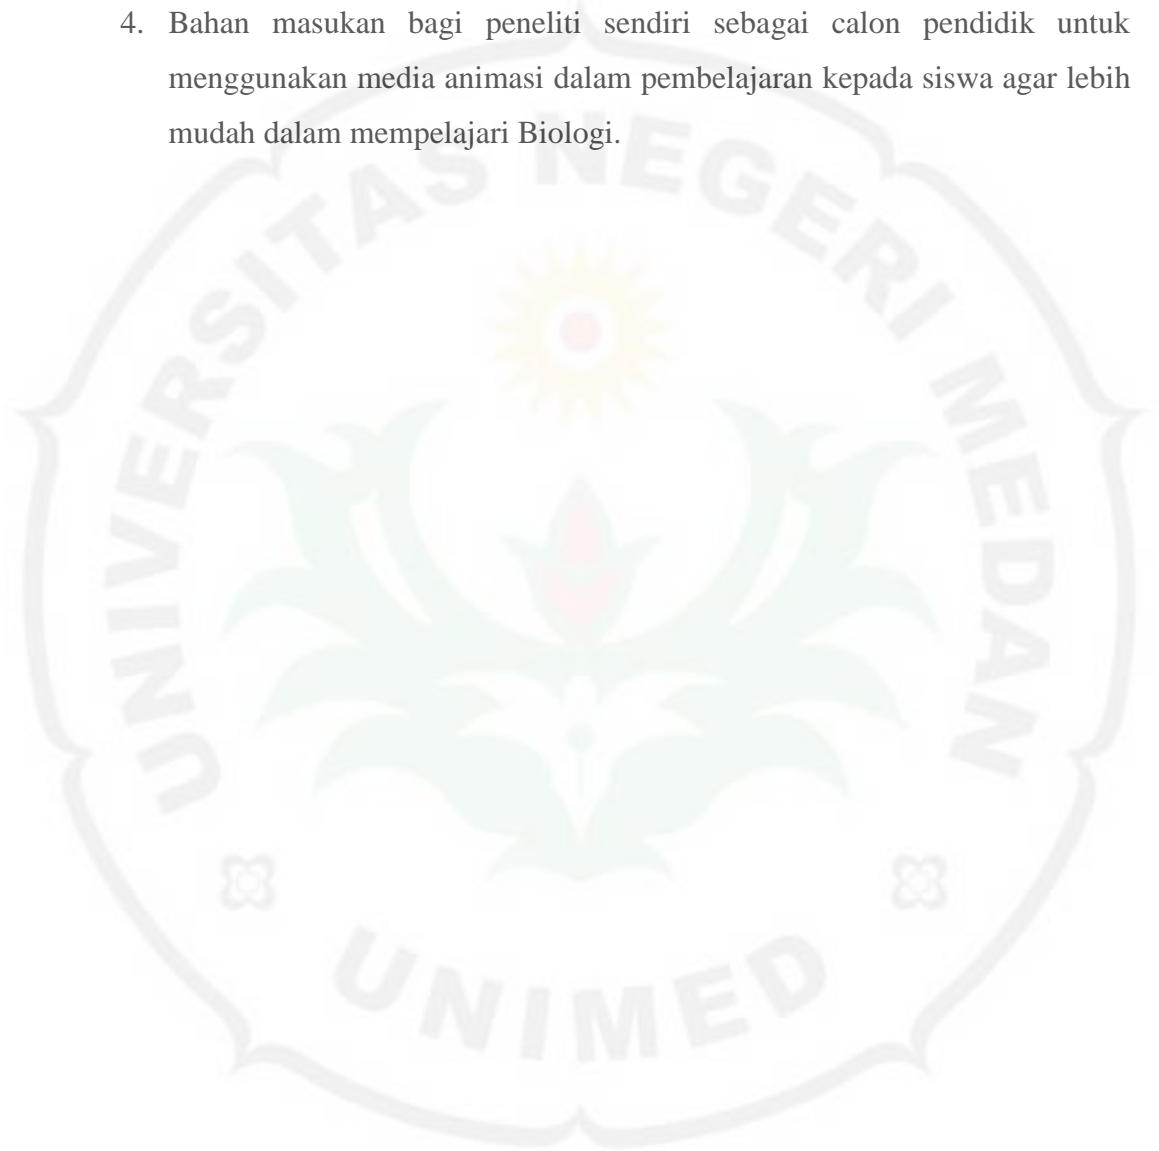 4. Bahan masukan bagi peneliti sendiri sebagai calon pendidik untuk
menggunakan media animasi dalam pembelajaran kepada siswa agar lebih
mudah dalam mempelajari Biologi.
UNIVERSITAS NEGERI MEDAN
UNIMED